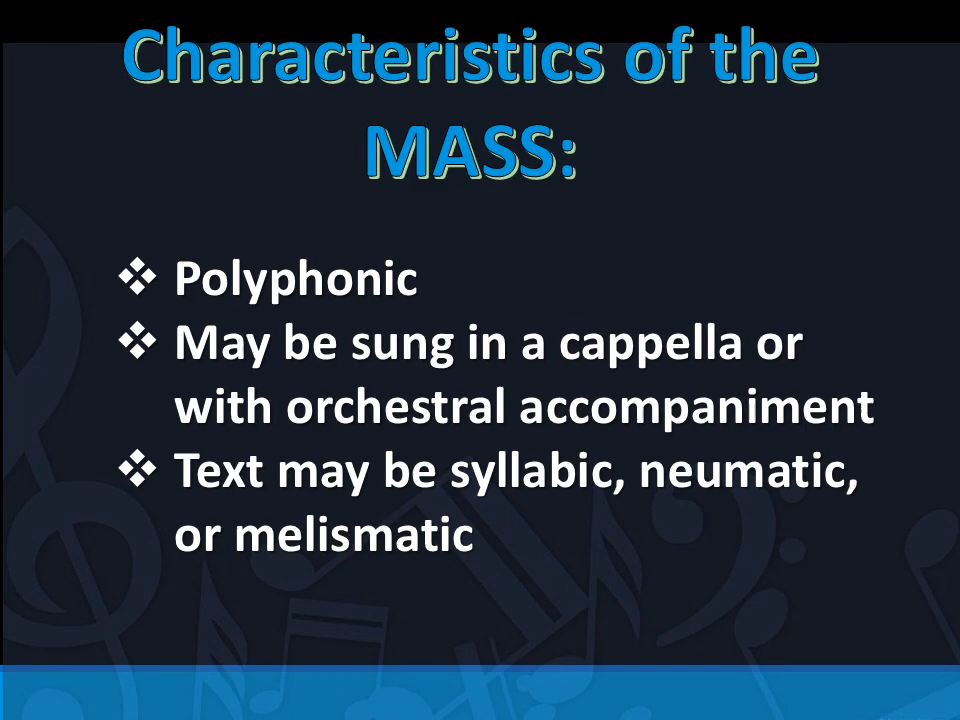 Characteristics of the
MASS:
❖ Polyphonic
❖ May be sung in a cappella or
with orchestral accompaniment
❖ Text may be syllabic, neumatic,
or melismatic